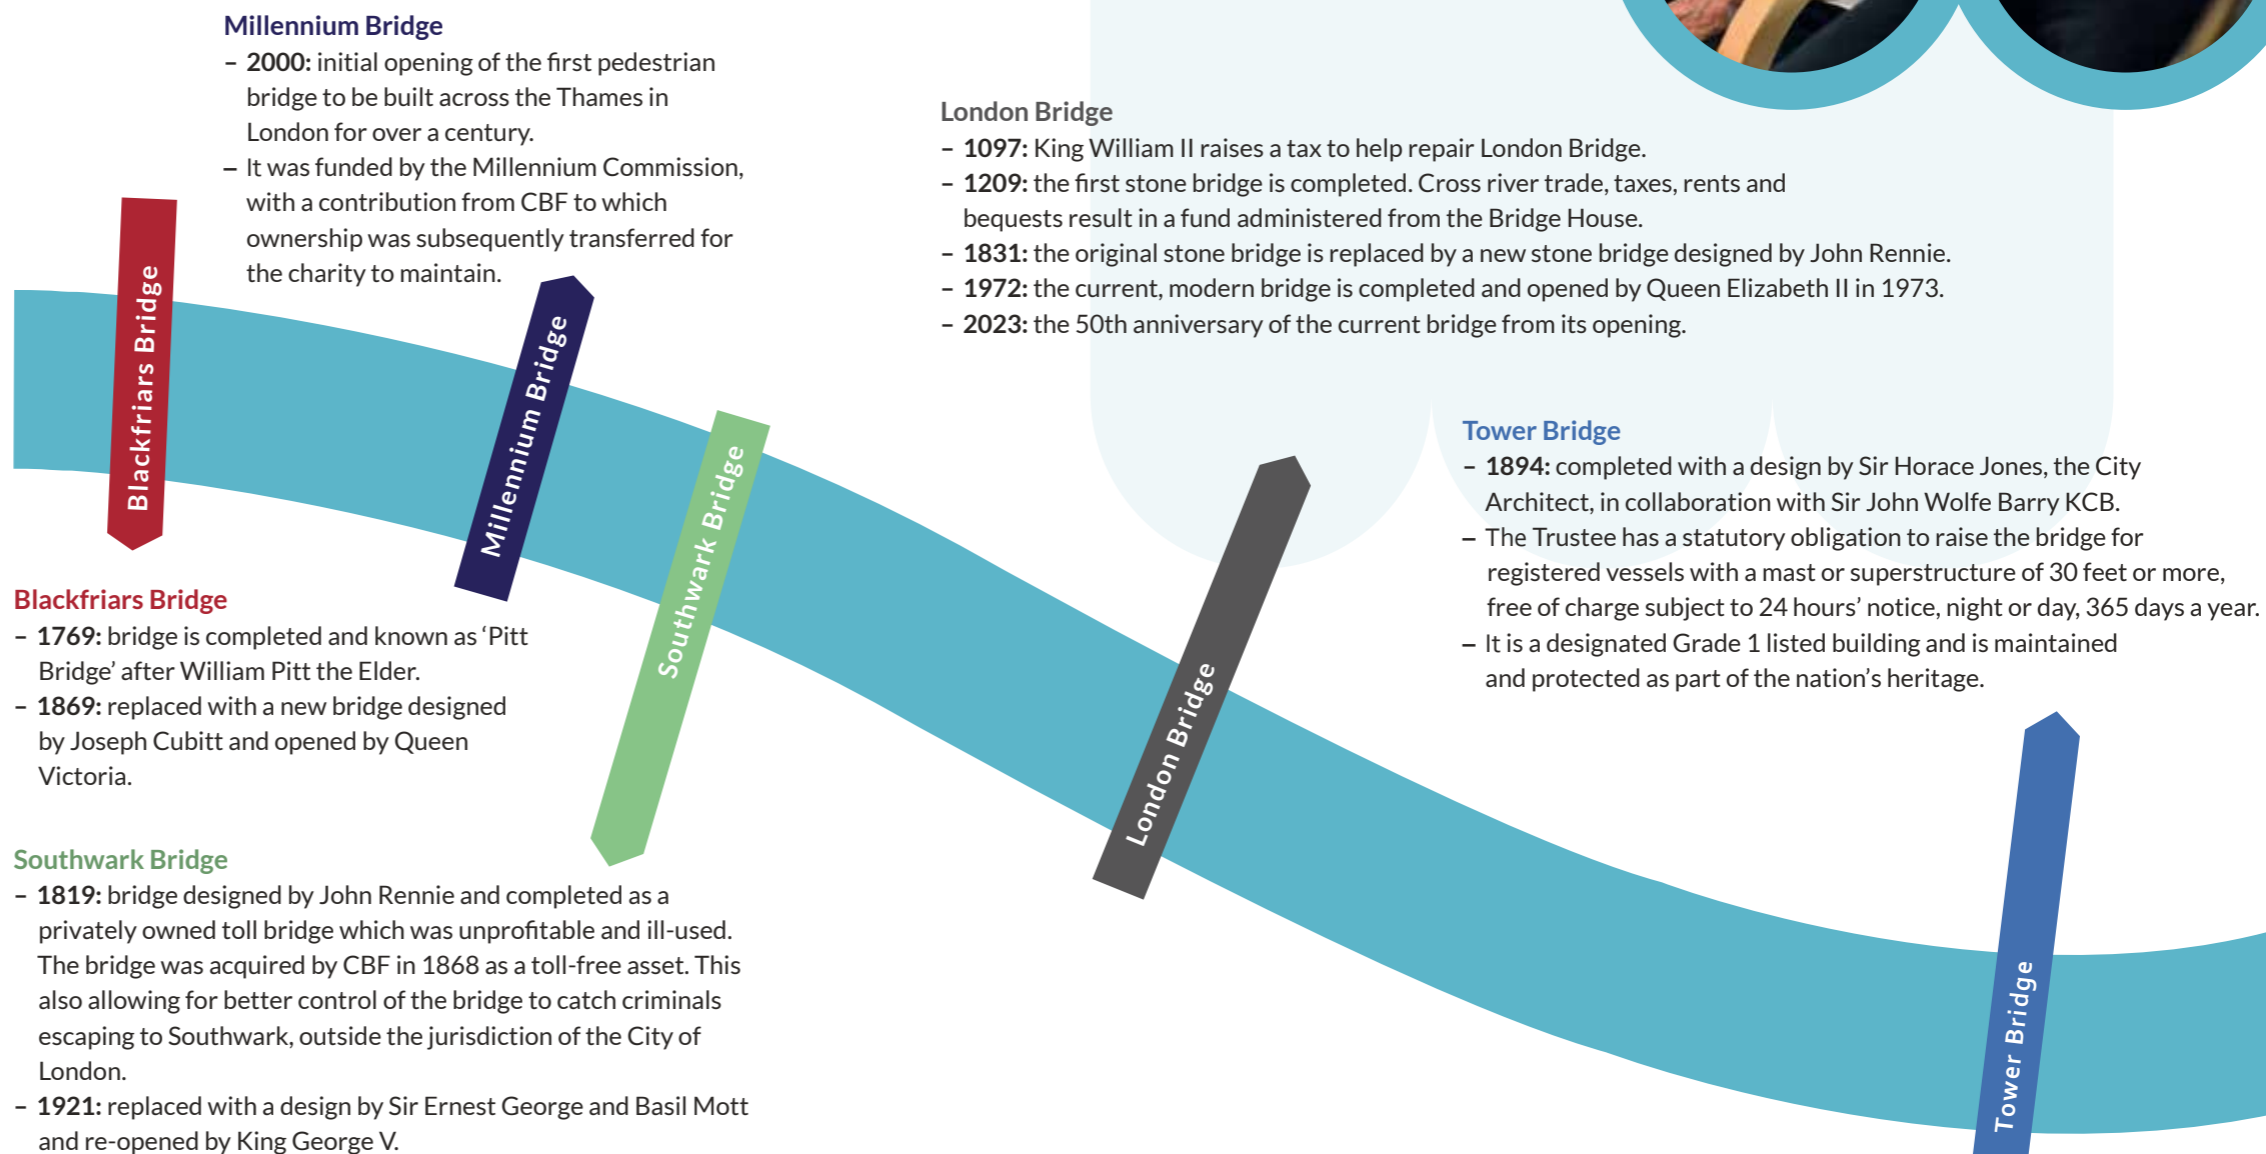 Millennium Bridge
– 2000: initial opening of the first pedestrian
bridge to be built across the Thames in
London for over a century.
– It was funded by the Millennium Commission,
with a contribution from CBF to which
ownership was subsequently transferred for
the charity to maintain.
London Bridge
– 1097: King William II raises a tax to help repair London Bridge.
– 1209: the first stone bridge is completed. Cross river trade, taxes, rents and
bequests result in a fund administered from the Bridge House.
– 1831: the original stone bridge is replaced by a new stone bridge designed by John Rennie.
– 1972: the current, modern bridge is completed and opened by Queen Elizabeth II in 1973.
– 2023: the 50th anniversary of the current bridge from its opening.
Blackfriars Bridge
Millennium Bridge
Southwark Bridge
London Bridge
Tower Bridge
Tower Bridge
– 1894: completed with a design by Sir Horace Jones, the City
Architect, in collaboration with Sir John Wolfe Barry KCB.
– The Trustee has a statutory obligation to raise the bridge for
registered vessels with a mast or superstructure of 30 feet or more,
free of charge subject to 24 hours’ notice, night or day, 365 days a year.
– It is a designated Grade 1 listed building and is maintained
and protected as part of the nation’s heritage.
Blackfriars Bridge
– 1769: bridge is completed and known as ‘Pitt
Bridge’ after William Pitt the Elder.
– 1869: replaced with a new bridge designed
by Joseph Cubitt and opened by Queen
Victoria.
Southwark Bridge
– 1819: bridge designed by John Rennie and completed as a
privately owned toll bridge which was unprofitable and ill-used.
The bridge was acquired by CBF in 1868 as a toll-free asset. This
also allowing for better control of the bridge to catch criminals
escaping to Southwark, outside the jurisdiction of the City of
London.
– 1921: replaced with a design by Sir Ernest George and Basil Mott
and re-opened by King George V.